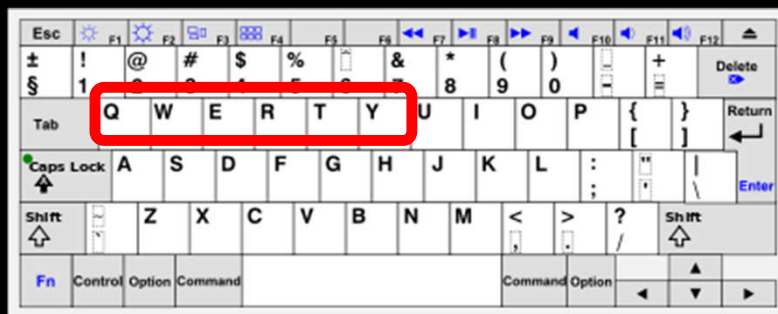 Esc F1 F2 F3 F4 F5 F6 F7 F8 F9 F10 F11 F12
± ! @ # $ % ^ & * ( ) - + Delete
§ 1 2 3 4 5 6 7 8 9 0 - =
Tab Q W E R T Y U I O P { } Return
[ ]
Caps Lock A S D F G H J K L : " | Enter
; ' \
Shift ~ Z X C V B N M < > ? Shift
` , . /
Fn Control Option Command Command Option